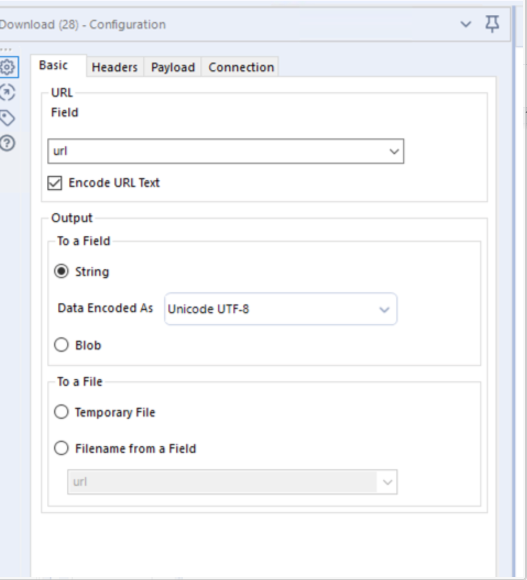 Download (28) - Configuration
Basic
Headers
Payload
Connection
URL
Field
url
Encode URL Text
Output
To a Field
String
Data Encoded As
Unicode UTF-8
Blob
To a File
Temporary File
Filename from a Field
url